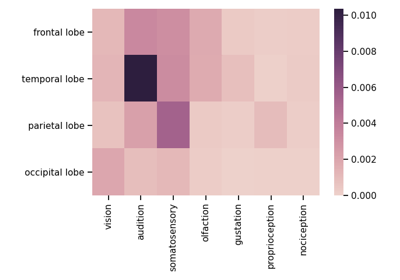 frontal lobe
temporal lobe
parietal lobe
occipital lobe
vision
audition
somatosensory
olfaction
gustation
proprioception
nociception
0.010
0.008
0.006
0.004
0.002
0.000